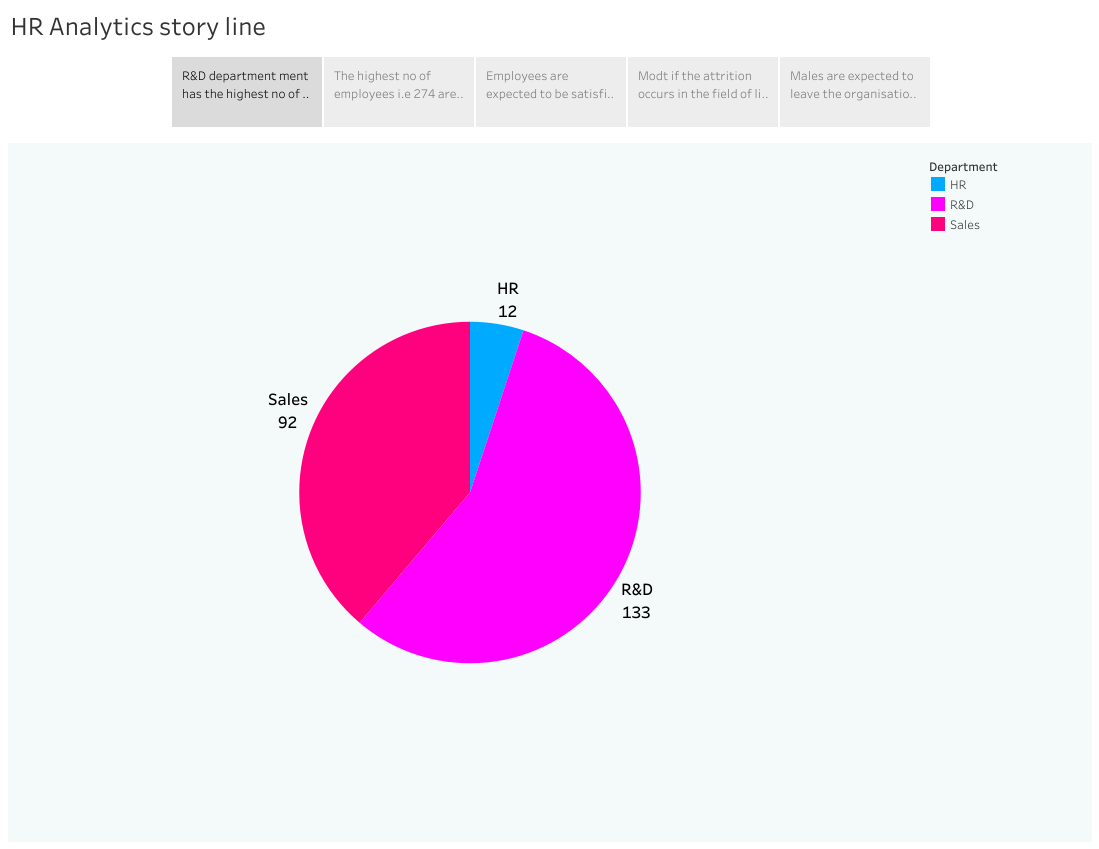 HR Analytics story line
R&D department ment
has the highest no of ..
The highest no of
employees i.e 274 are..
Employees are
expected to be satisfi..
Modt if the attrition
occurs in the field of li..
Males are expected to
leave the organisatio..
Department
HR
R&D
Sales
HR
12
Sales
92
R&D
133